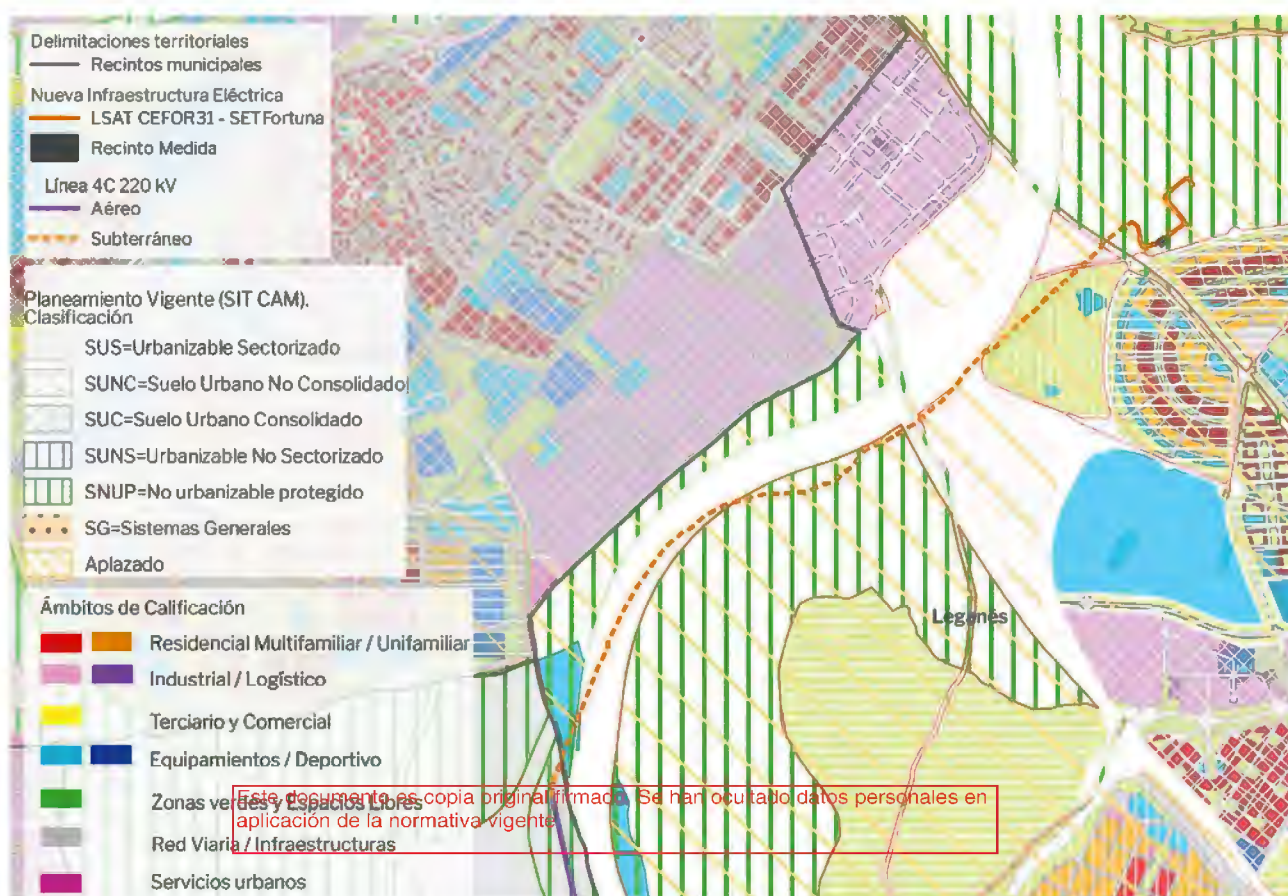 Delimitaciones territoriales
Recintos municipales
Nueva Infraestructura Eléctrica
LSAT CEFOR31 - SET Fortuna
Recinto Medida
Línea 4C 220 kV
Aéreo
Subterráneo
Planeamiento Vigente (SIT CAM).
Clasificación
SUS=Urbanizable Sectorizado
SUNC=Suelo Urbano No Consolidado
SUC=Suelo Urbano Consolidado
SUNS=Urbanizable No Sectorizado
SNUP=No urbanizable protegido
SG=Sistemas Generales
Aplazado
Ámbitos de Calificación
Residencial Multifamiliar / Unifamiliar
Industrial / Logístico
Terciario y Comercial
Equipamientos / Deportivo
Zonas verdes y Espacios Libres
Red Viaria / Infraestructuras
Servicios urbanos
Leganés
Este documento es copia original firmado. Se han ocultado datos personales en
aplicación de la normativa vigente